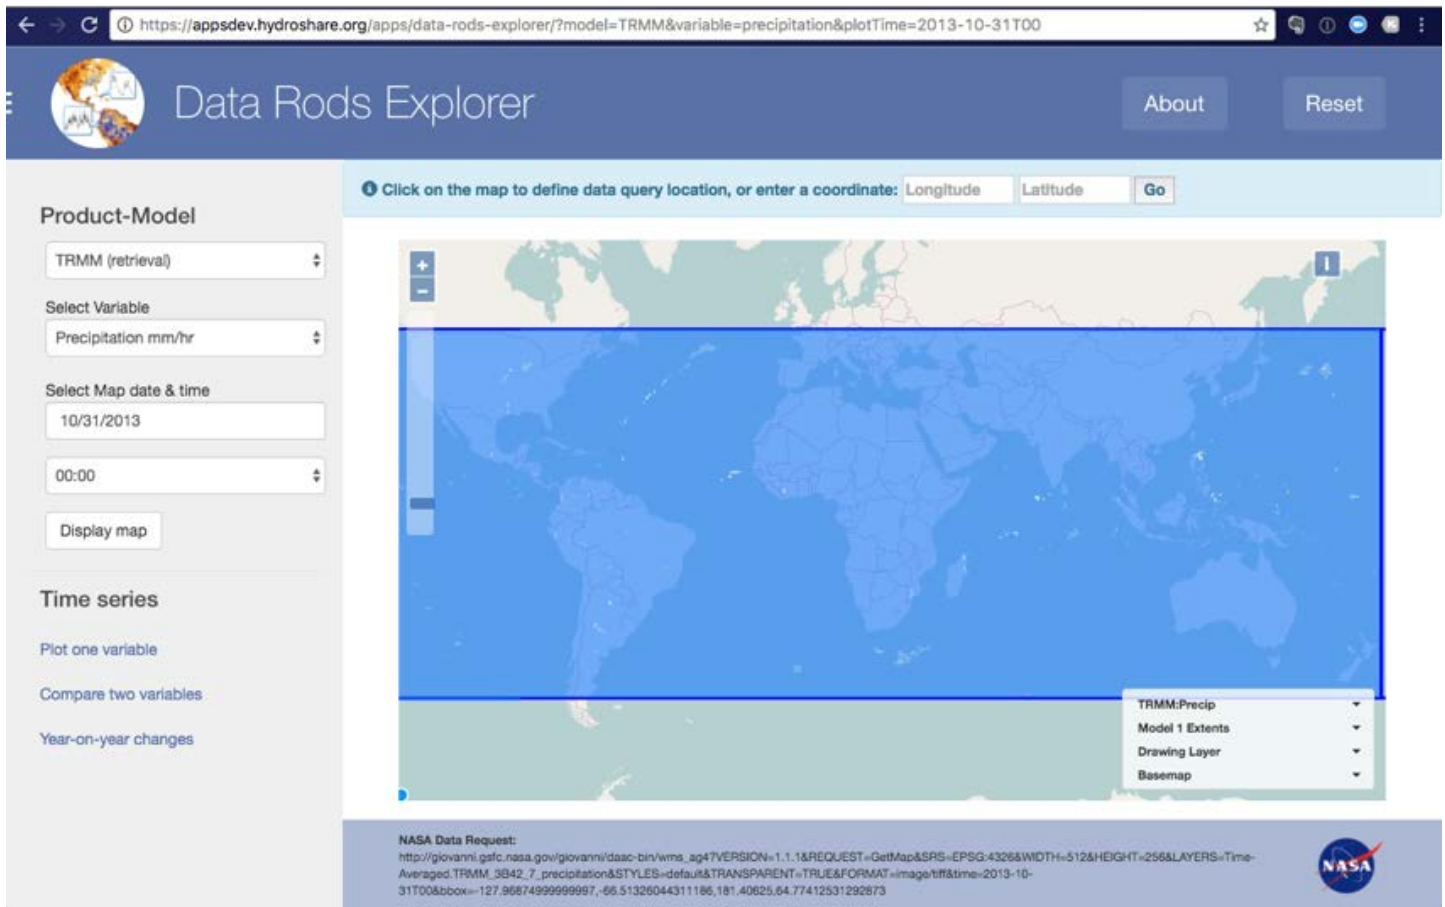 https://appsdev.hydroshare.org/apps/data-rods-explorer/?model=TRMM&variable=precipitation&plotTime=2013-10-31T00
Data Rods Explorer
About
Reset
Click on the map to define data query location, or enter a coordinate: Longitude Latitude Go
Product-Model
TRMM (retrieval)
Select Variable
Precipitation mm/hr
Select Map date & time
10/31/2013
00:00
Display map
Time series
Plot one variable
Compare two variables
Year-on-year changes
+
-
i
TRMM:Precip
Model 1 Extents
Drawing Layer
Basemap
NASA Data Request:
http://giovanni.gsfc.nasa.gov/giovanni/daac-bin/wms_ag4?VERSION=1.1.1&REQUEST=GetMap&SRS=EPSG:4326&WIDTH=512&HEIGHT=256&LAYERS=Time-
Averaged.TRMM_3B42_7_precipitation&STYLES=default&TRANSPARENT=TRUE&FORMAT=image/tiff&time=2013-10-
31T00&bbox=-127.96874999999997,-66.51326044311186,181.40625,64.77412531292873
NASA